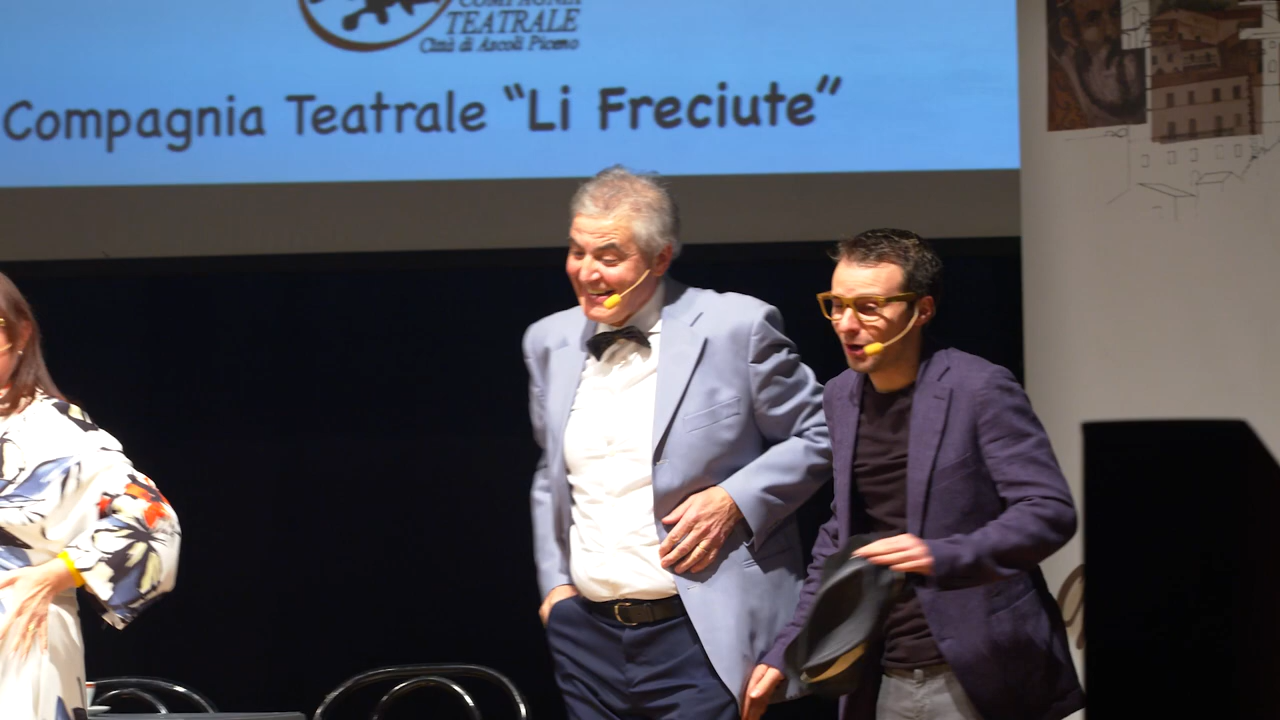 COMPAGNIA
TEATRALE
Città di Ascoli Piceno
Compagnia Teatrale “Li Freciute”